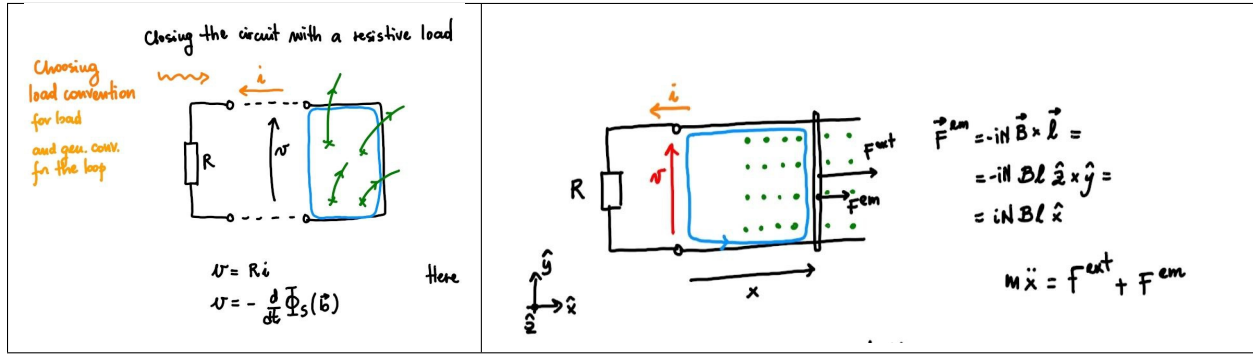 Closing the circuit with a resistive load
Choosing
load convention
for load
and gen. conv.
for the loop
i
R
v
v = Ri
v = - d/dt Φ_S(b⃗)
Here
i
R
v
F^ext
F^em
x
ŷ
x̂
ẑ
F⃗^em = -iN B⃗ × l⃗ =
= -iN Bl ẑ × ŷ =
= iN Bl x̂
mẍ = F^ext + F^em